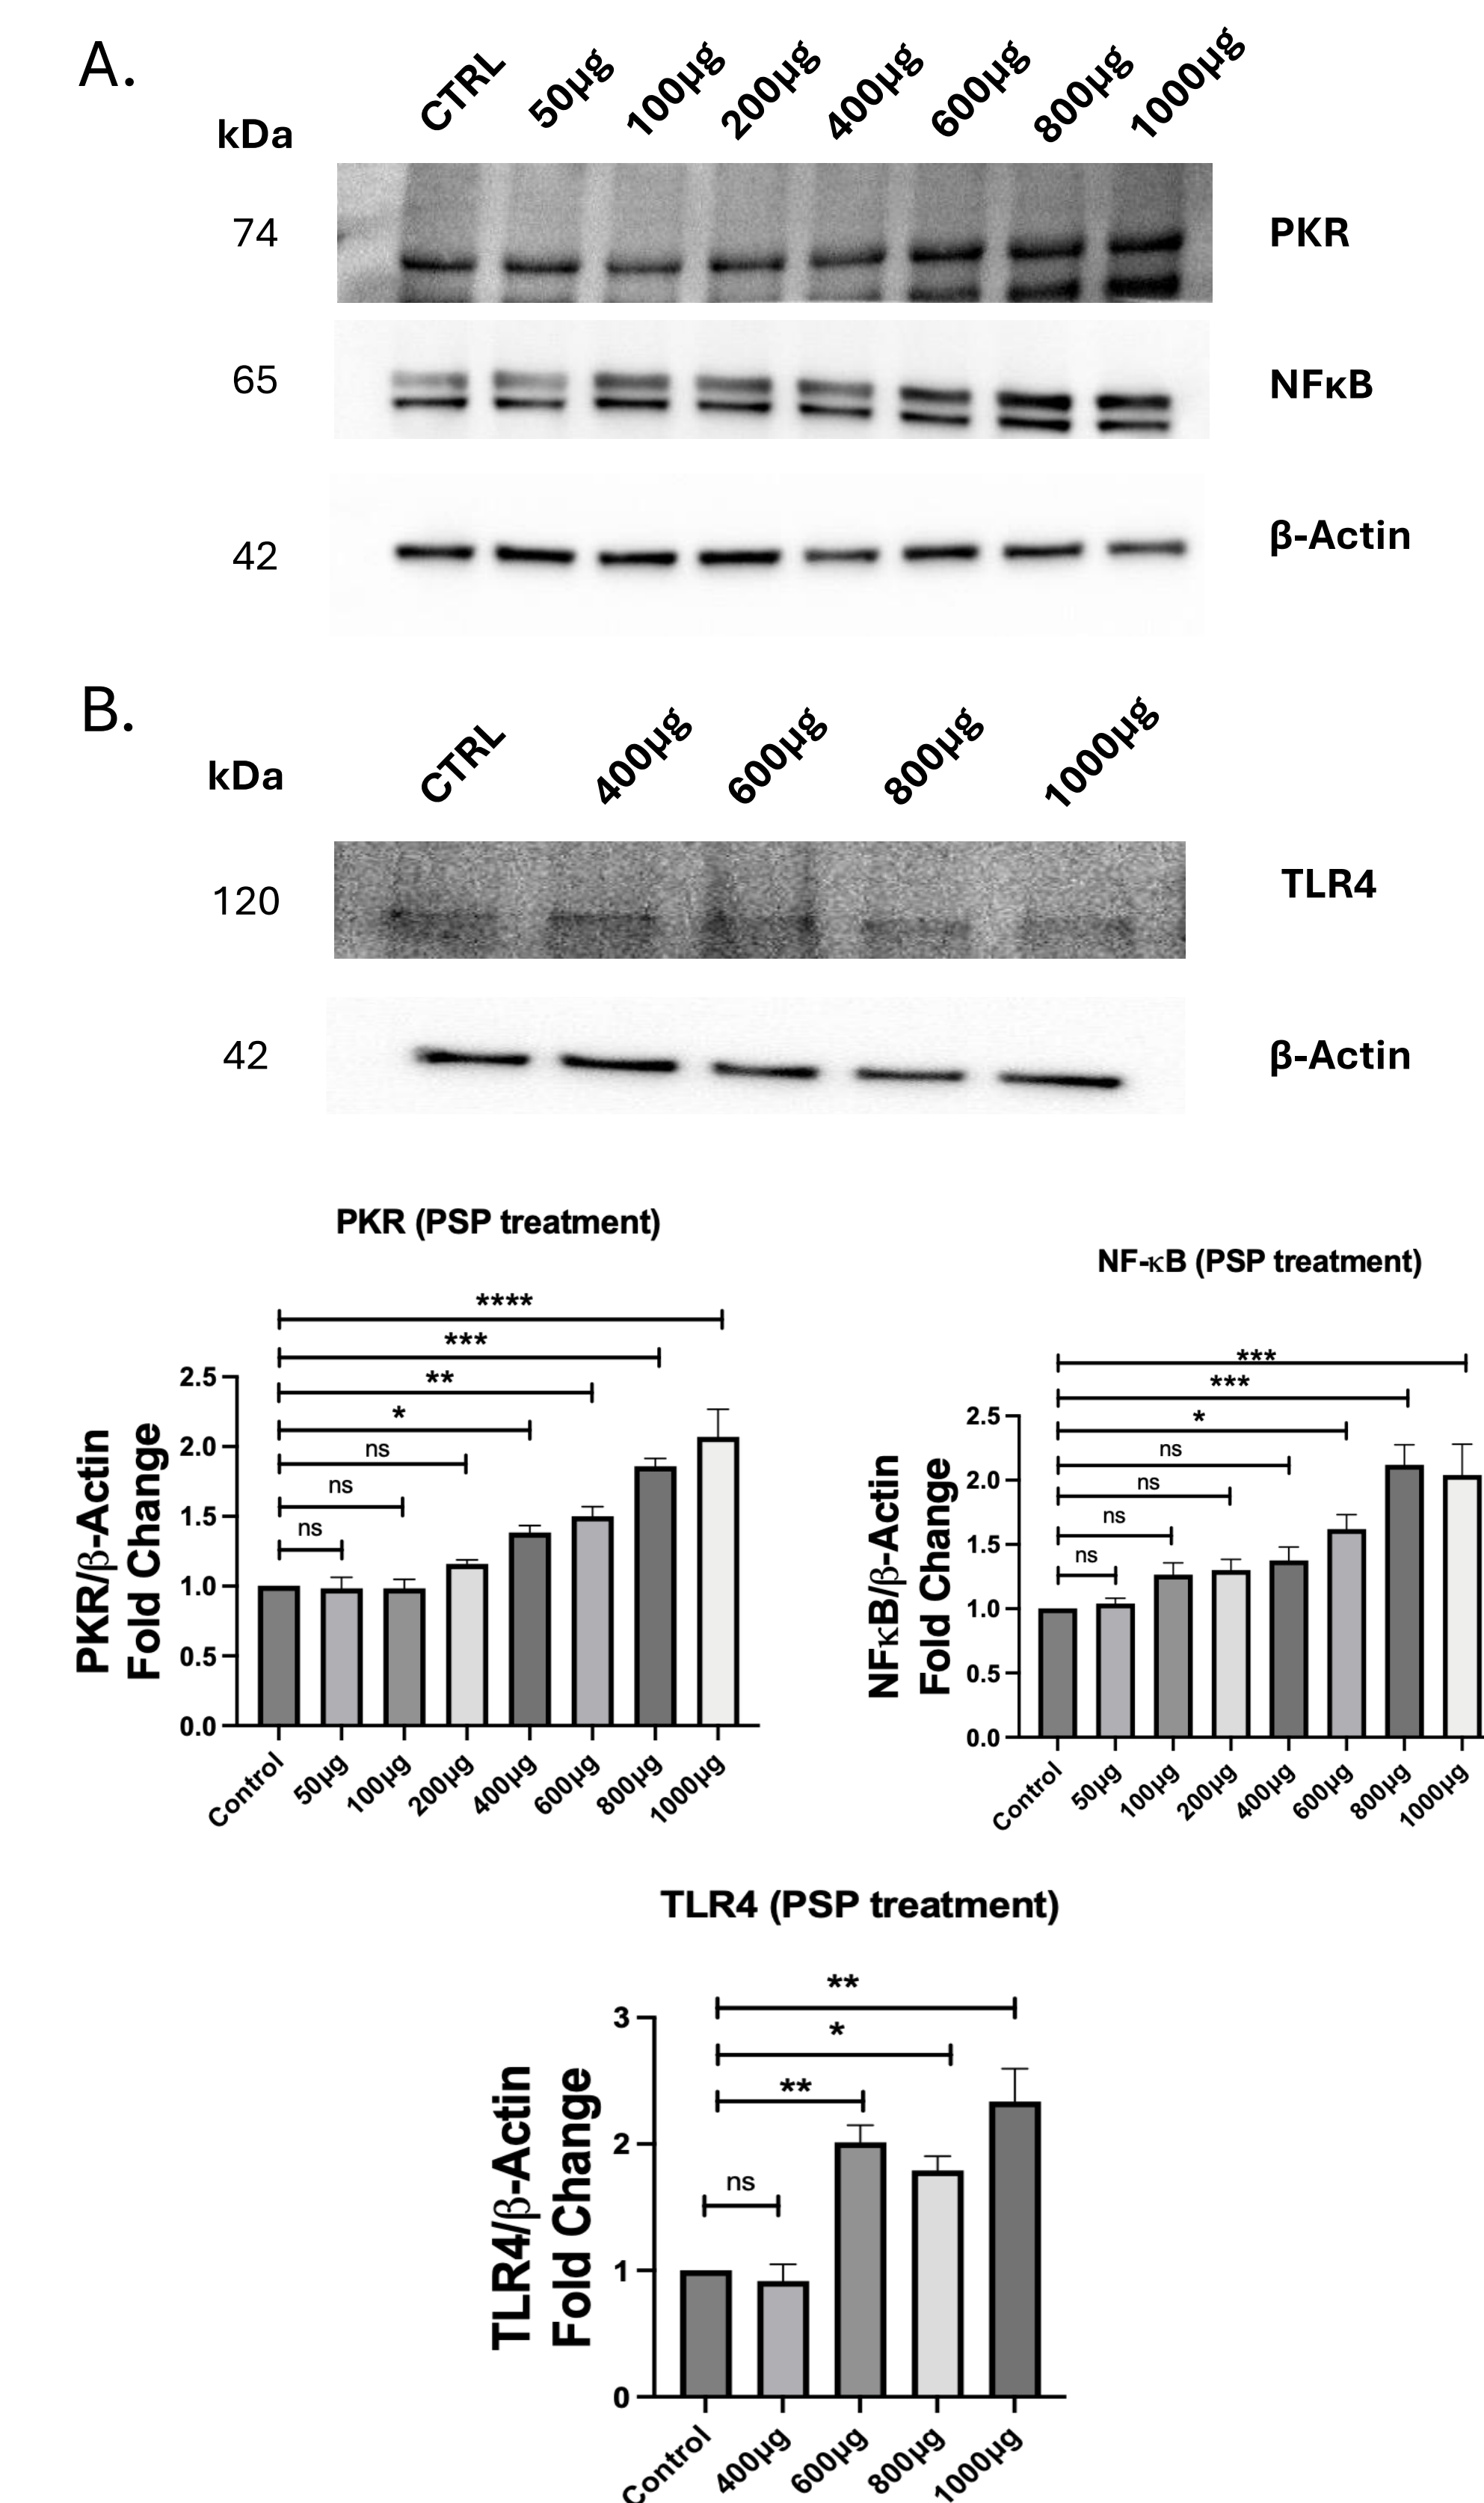 A.
CTRL 50µg 100µg 200µg 400µg 600µg 800µg 1000µg
kDa
74 PKR
65 NFκB
42 β-Actin
B.
CTRL 400µg 600µg 800µg 1000µg
kDa
120 TLR4
42 β-Actin
PKR (PSP treatment)
****
***
**
*
ns
ns
ns
PKR/β-Actin
Fold Change
2.5
2.0
1.5
1.0
0.5
0.0
Control 50µg 100µg 200µg 400µg 600µg 800µg 1000µg
NF-κB (PSP treatment)
***
***
*
ns
ns
ns
ns
NFκB/β-Actin
Fold Change
2.5
2.0
1.5
1.0
0.5
0.0
Control 50µg 100µg 200µg 400µg 600µg 800µg 1000µg
TLR4 (PSP treatment)
**
*
**
ns
TLR4/β-Actin
Fold Change
3
2
1
0
Control 400µg 600µg 800µg 1000µg